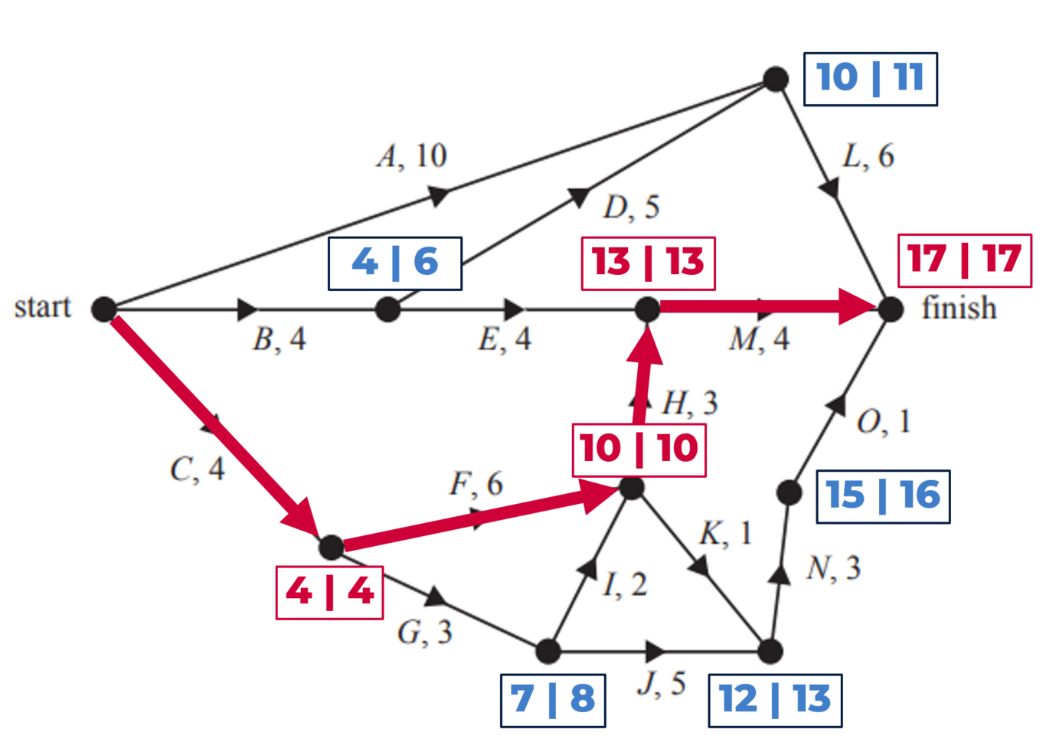 10 | 11
A, 10
L, 6
D, 5
4 | 6
13 | 13
17 | 17
start
finish
B, 4
E, 4
M, 4
H, 3
O, 1
10 | 10
C, 4
F, 6
15 | 16
K, 1
N, 3
I, 2
4 | 4
G, 3
J, 5
7 | 8
12 | 13